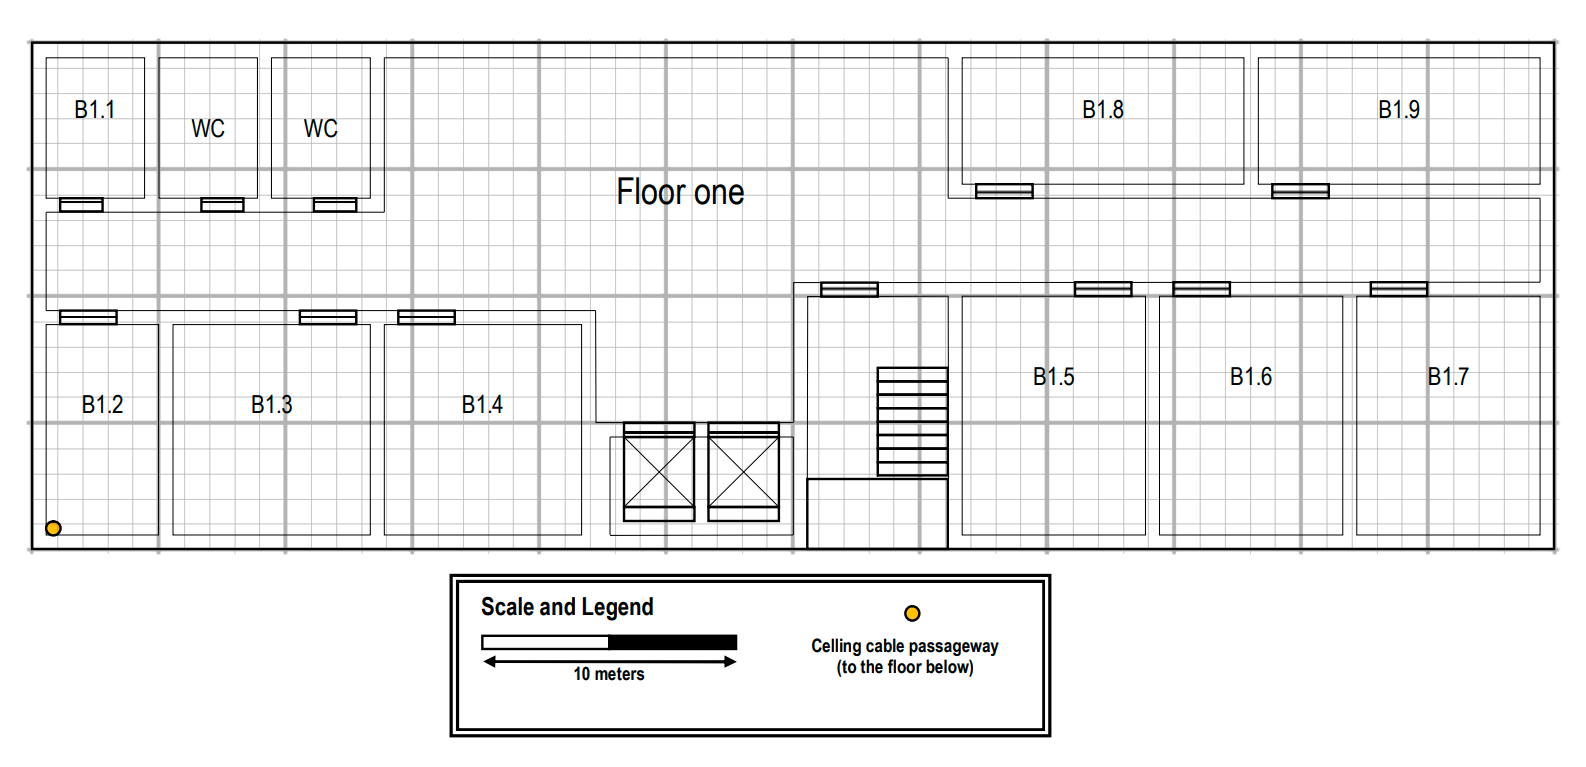 B1.1
WC
WC
B1.8
B1.9
Floor one
B1.2
B1.3
B1.4
B1.5
B1.6
B1.7
Scale and Legend
10 meters
Celling cable passageway
(to the floor below)